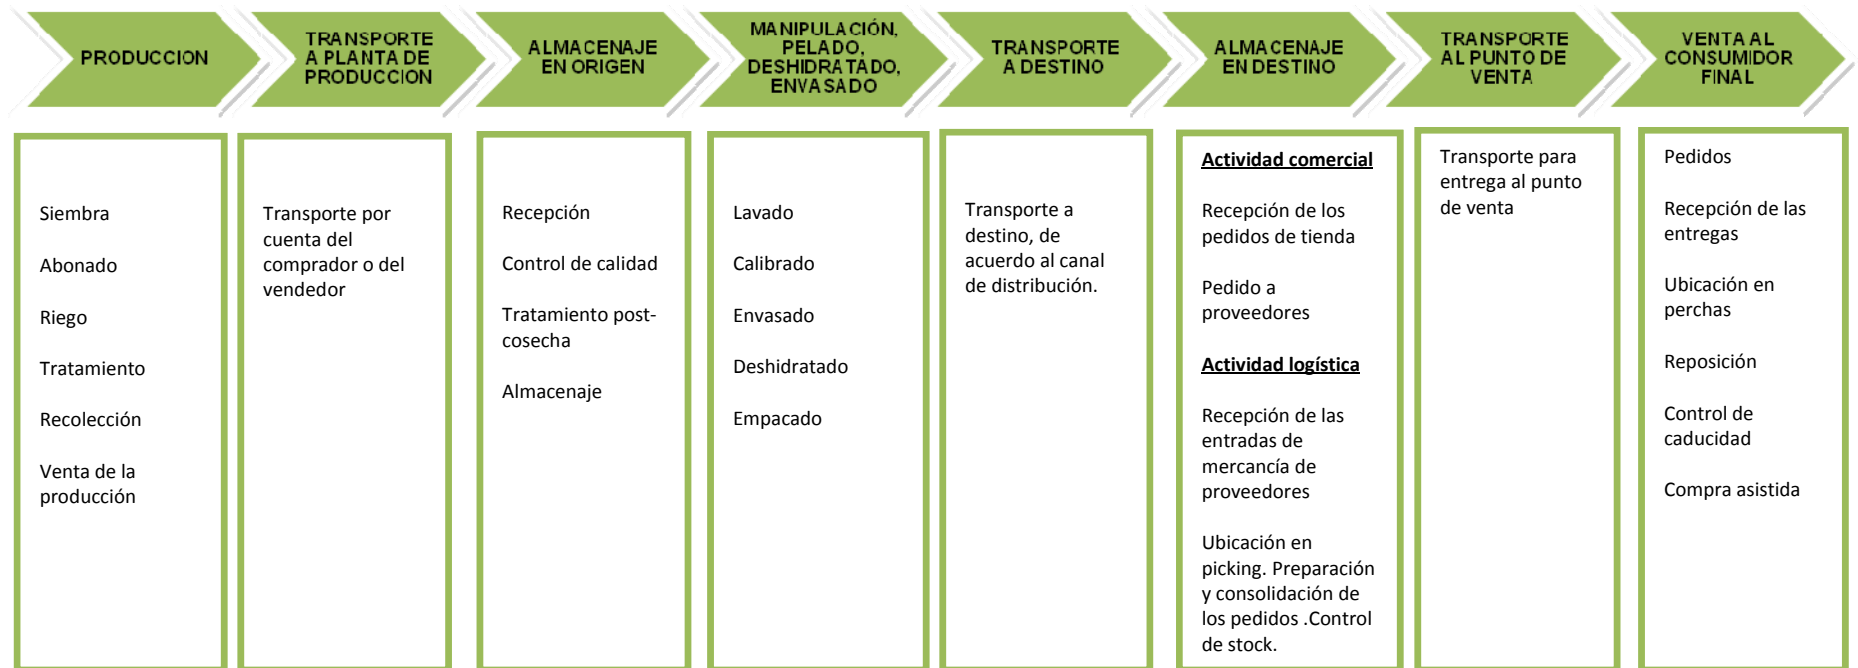 PRODUCCION
TRANSPORTE
A PLANTA DE
PRODUCCION
ALMACENAJE
EN ORIGEN
MANIPULACIÓN,
PELADO,
DESHIDRATADO,
ENVASADO
TRANSPORTE
A DESTINO
ALMACENAJE
EN DESTINO
TRANSPORTE
AL PUNTO DE
VENTA
VENTA AL
CONSUMIDOR
FINAL
Siembra
Abonado
Riego
Tratamiento
Recolección
Venta de la
producción
Transporte por
cuenta del
comprador o del
vendedor
Recepción
Control de calidad
Tratamiento post-
cosecha
Almacenaje
Lavado
Calibrado
Envasado
Deshidratado
Empacado
Transporte a
destino, de
acuerdo al canal
de distribución.
Actividad comercial
Recepción de los
pedidos de tienda
Pedido a
proveedores
Actividad logística
Recepción de las
entradas de
mercancía de
proveedores
Ubicación en
picking. Preparación
y consolidación de
los pedidos .Control
de stock.
Transporte para
entrega al punto
de venta
Pedidos
Recepción de las
entregas
Ubicación en
perchas
Reposición
Control de
caducidad
Compra asistida